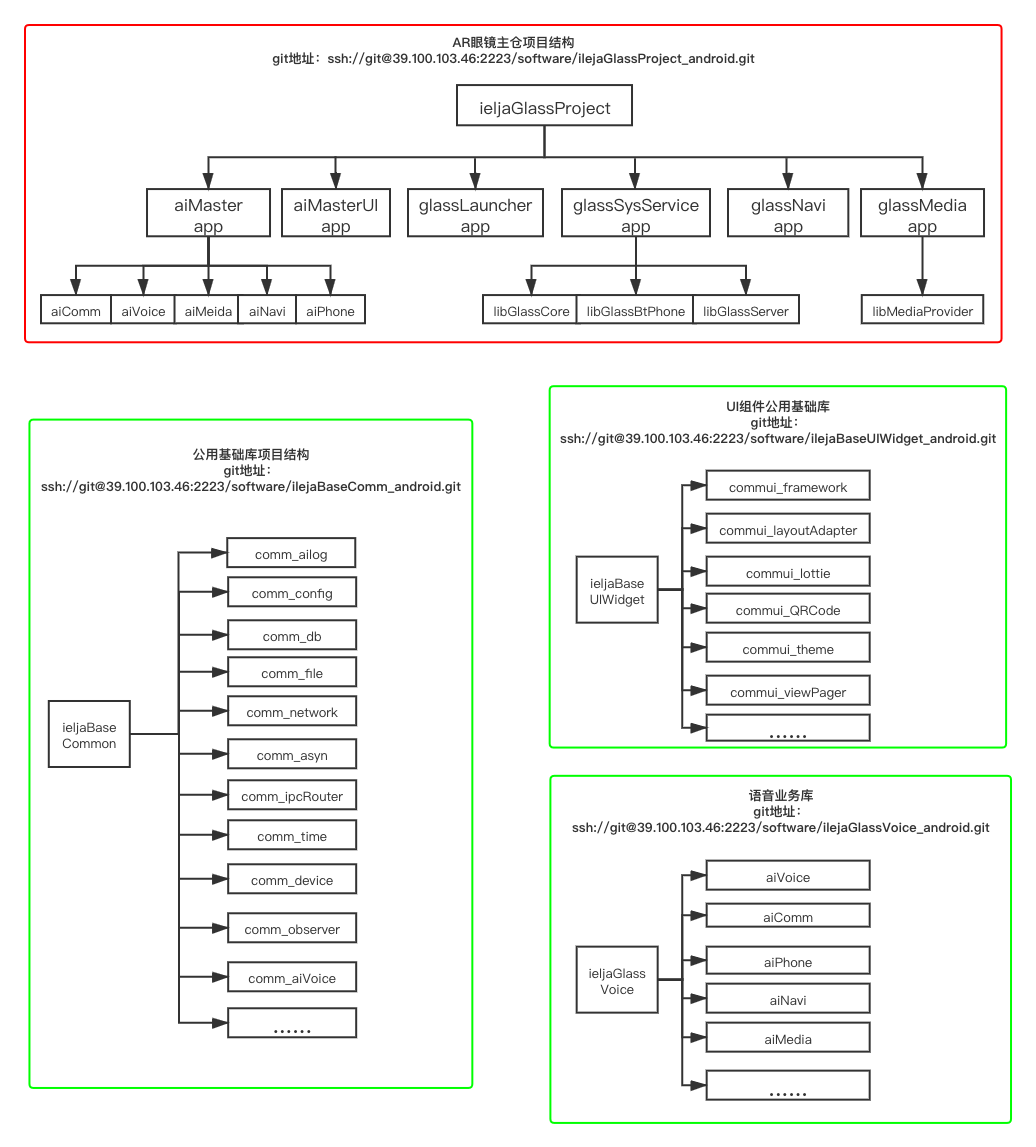 AR眼镜主仓项目结构
git地址：ssh://git@39.100.103.46:2223/software/ilejaGlassProject_android.git
ieljaGlassProject
aiMaster
app
aiMasterUI
app
glassLauncher
app
glassSysService
app
glassNavi
app
glassMedia
app
aiComm
aiVoice
aiMeida
aiNavi
aiPhone
libGlassCore
libGlassBtPhone
libGlassServer
libMediaProvider
公用基础库项目结构
git地址：
ssh://git@39.100.103.46:2223/software/ilejaBaseComm_android.git
ieljaBase
Common
comm_ailog
comm_config
comm_db
comm_file
comm_network
comm_asyn
comm_ipcRouter
comm_time
comm_device
comm_observer
comm_aiVoice
......
UI组件公用基础库
git地址：
ssh://git@39.100.103.46:2223/software/ilejaBaseUIWidget_android.git
ieljaBase
UIWidget
commui_framework
commui_layoutAdapter
commui_lottie
commui_QRCode
commui_theme
commui_viewPager
......
语音业务库
git地址：
ssh://git@39.100.103.46:2223/software/ilejaGlassVoice_android.git
ieljaGlass
Voice
aiVoice
aiComm
aiPhone
aiNavi
aiMedia
......